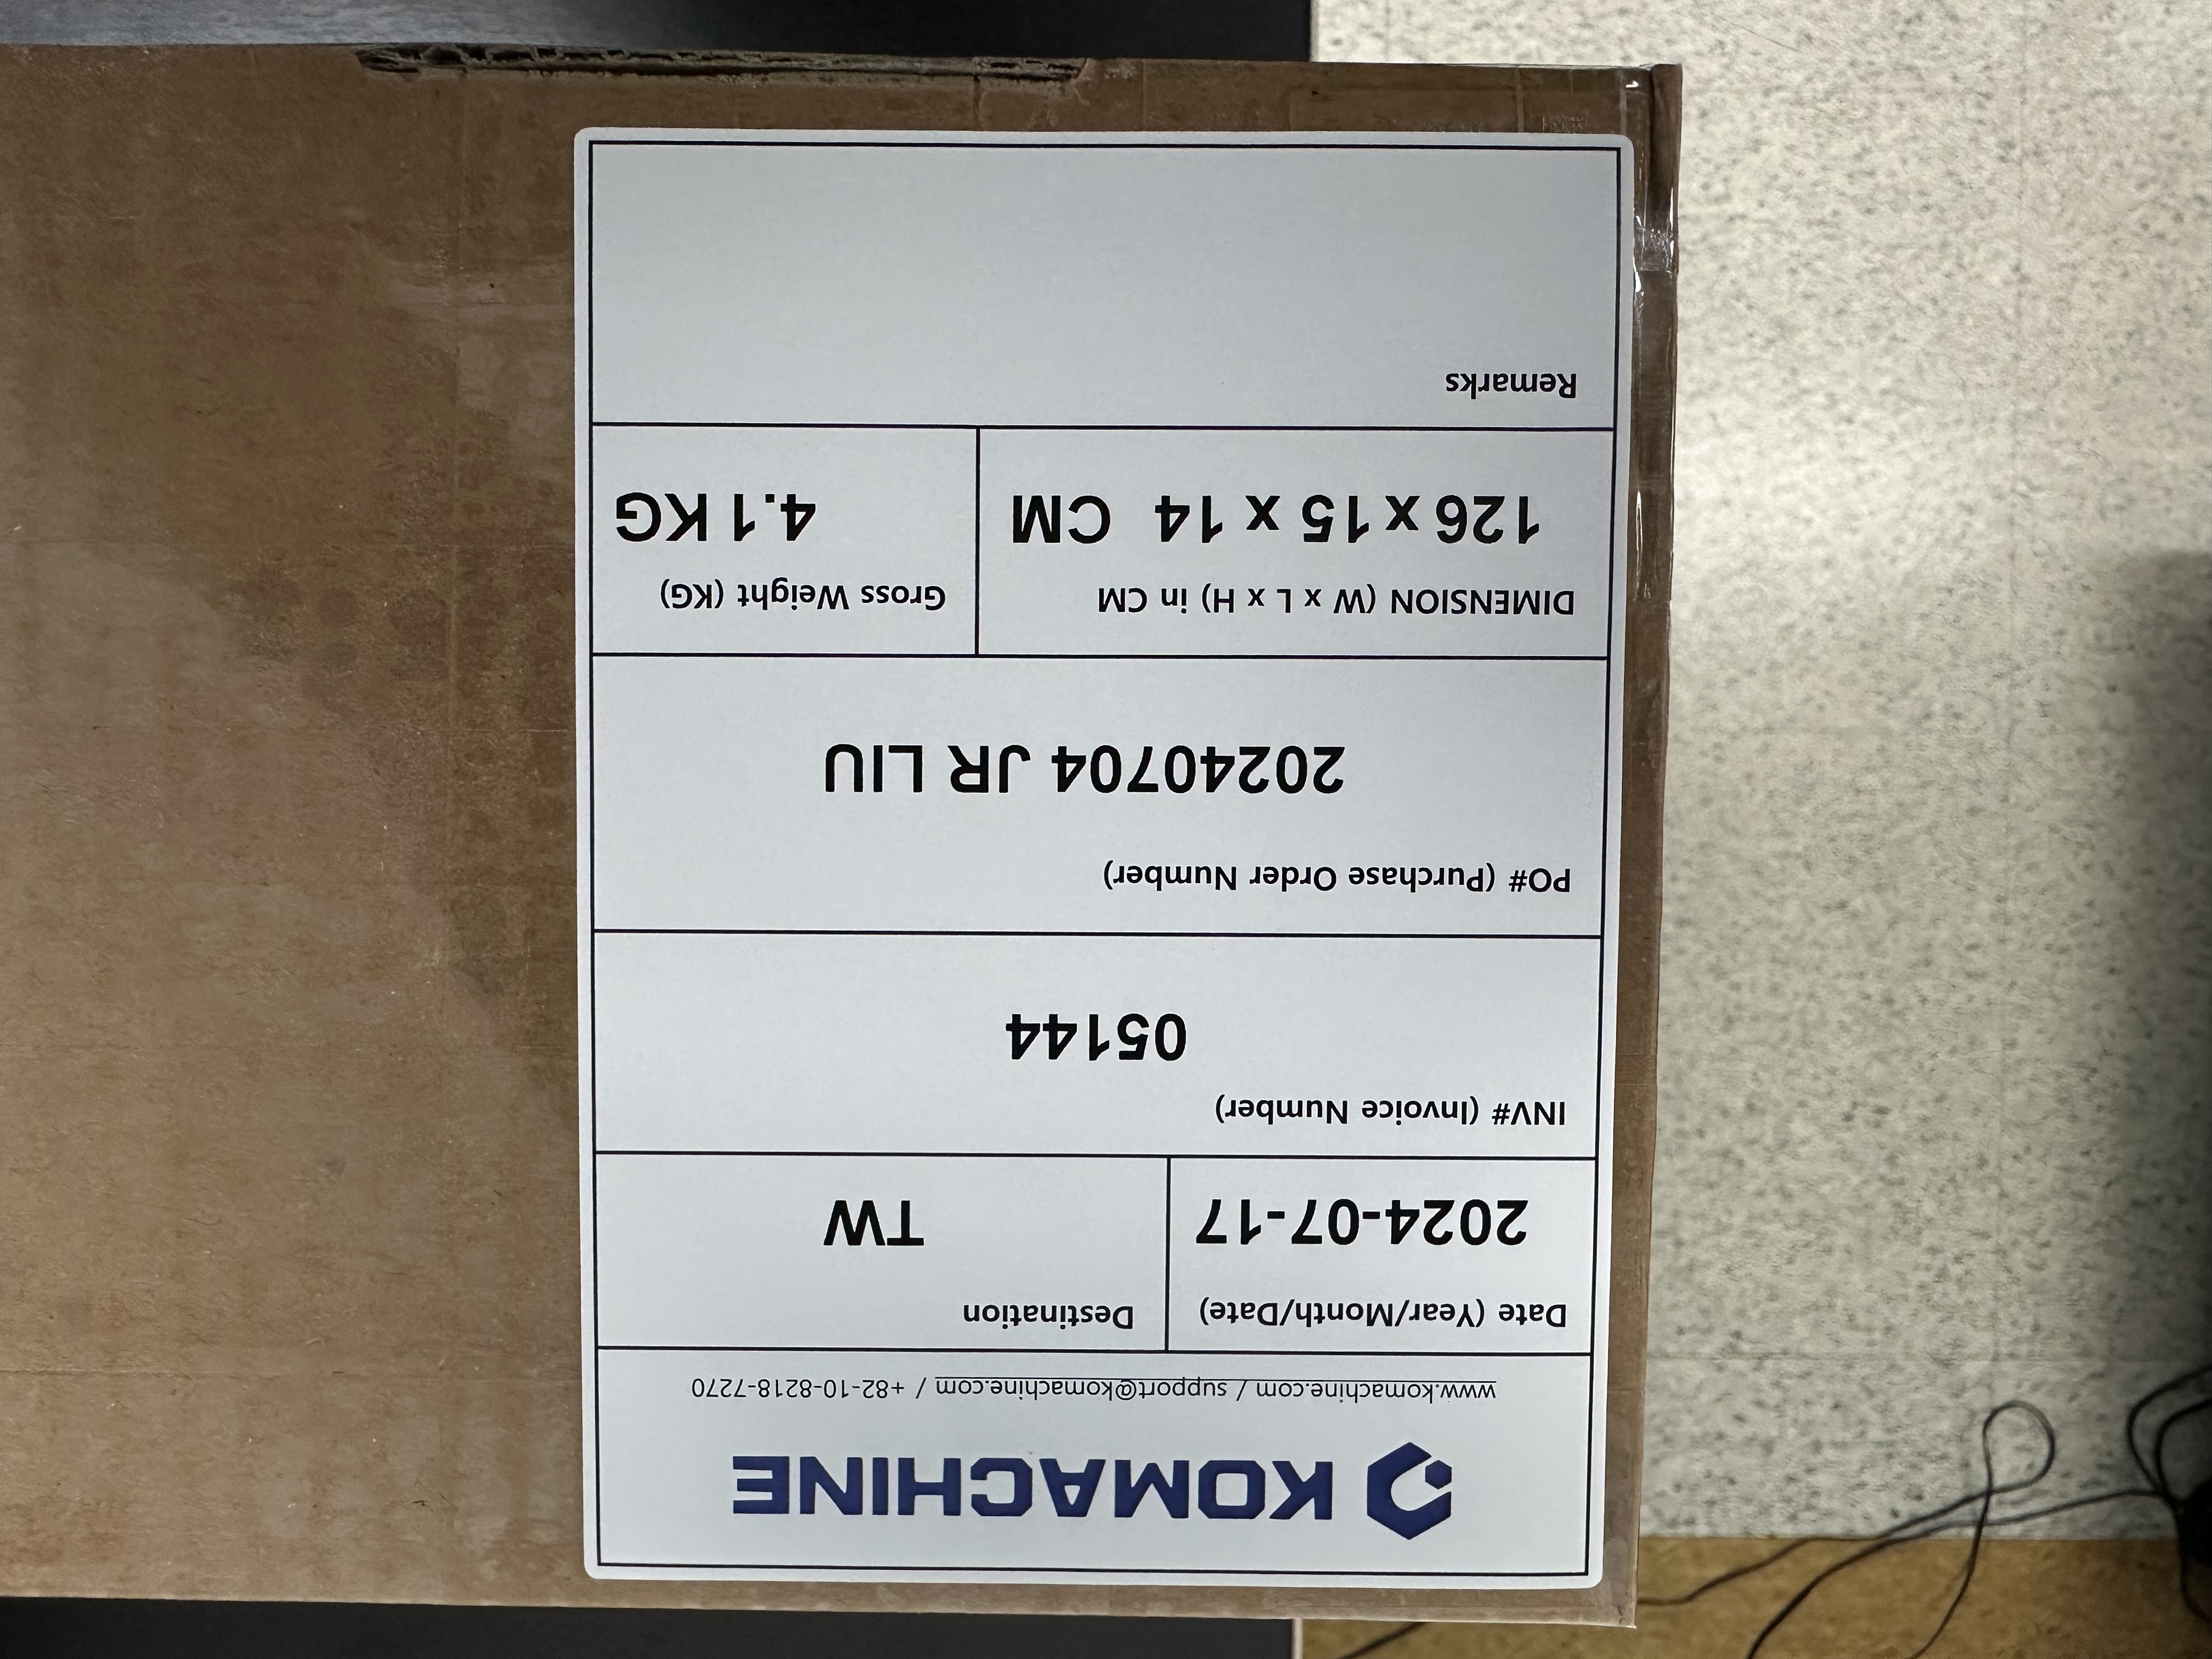 KOMACHINE
www.komachine.com / support@komachine.com / +82-10-8218-7270
Date (Year/Month/Date)
2024-07-17
Destination
TW
INV# (Invoice Number)
05144
PO# (Purchase Order Number)
20240704 JR LIU
DIMENSION (W x L x H) in CM
126 x 15 x 14 CM
Gross Weight (KG)
4.1 KG
Remarks